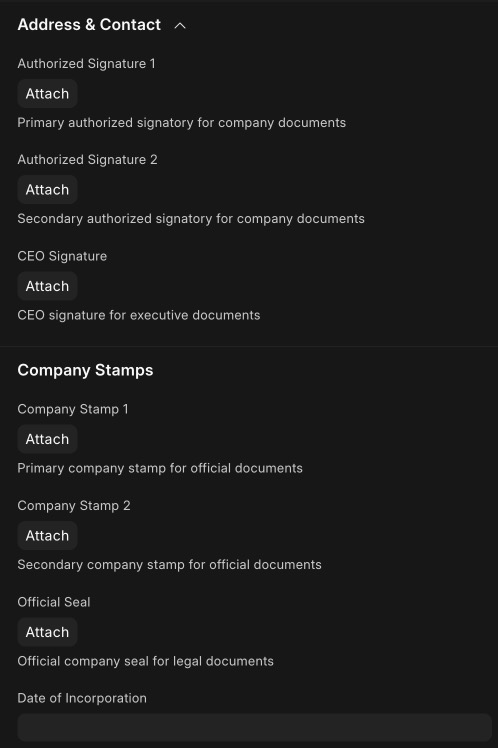 Address & Contact
Authorized Signature 1
Attach
Primary authorized signatory for company documents
Authorized Signature 2
Attach
Secondary authorized signatory for company documents
CEO Signature
Attach
CEO signature for executive documents
Company Stamps
Company Stamp 1
Attach
Primary company stamp for official documents
Company Stamp 2
Attach
Secondary company stamp for official documents
Official Seal
Attach
Official company seal for legal documents
Date of Incorporation